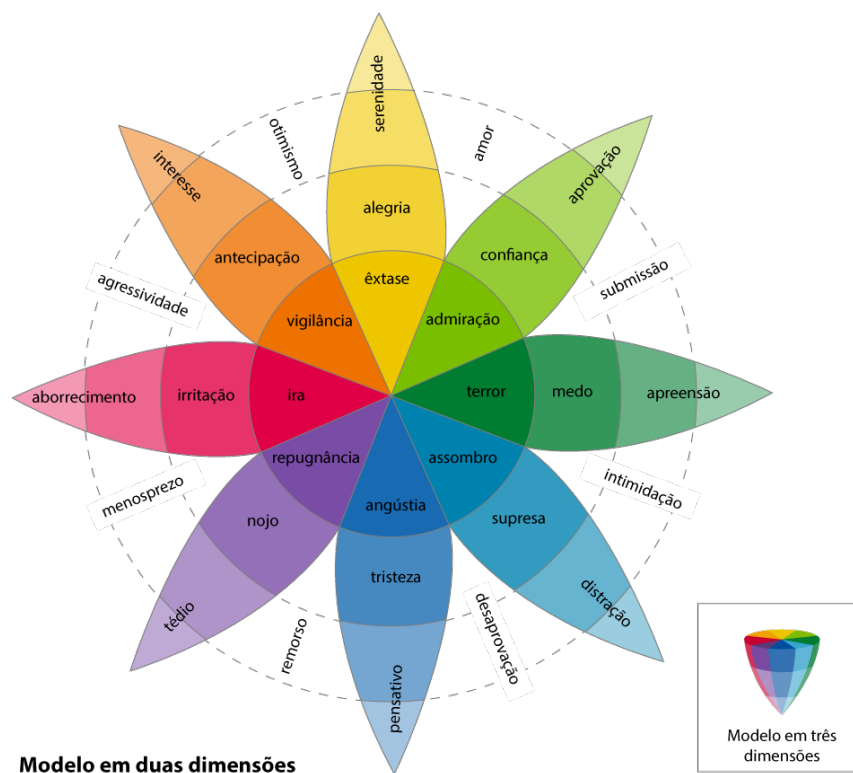 serenidade
otimismo
amor
interesse
aprovação
alegria
antecipação
confiança
êxtase
agressividade
submissão
vigilância
admiração
aborrecimento
irritação
ira
terror
medo
apreensão
repugnância
assombro
menosprezo
intimidação
angústia
nojo
supresa
tristeza
tédio
distração
remorso
desaprovação
pensativo
Modelo em três
dimensões
Modelo em duas dimensões